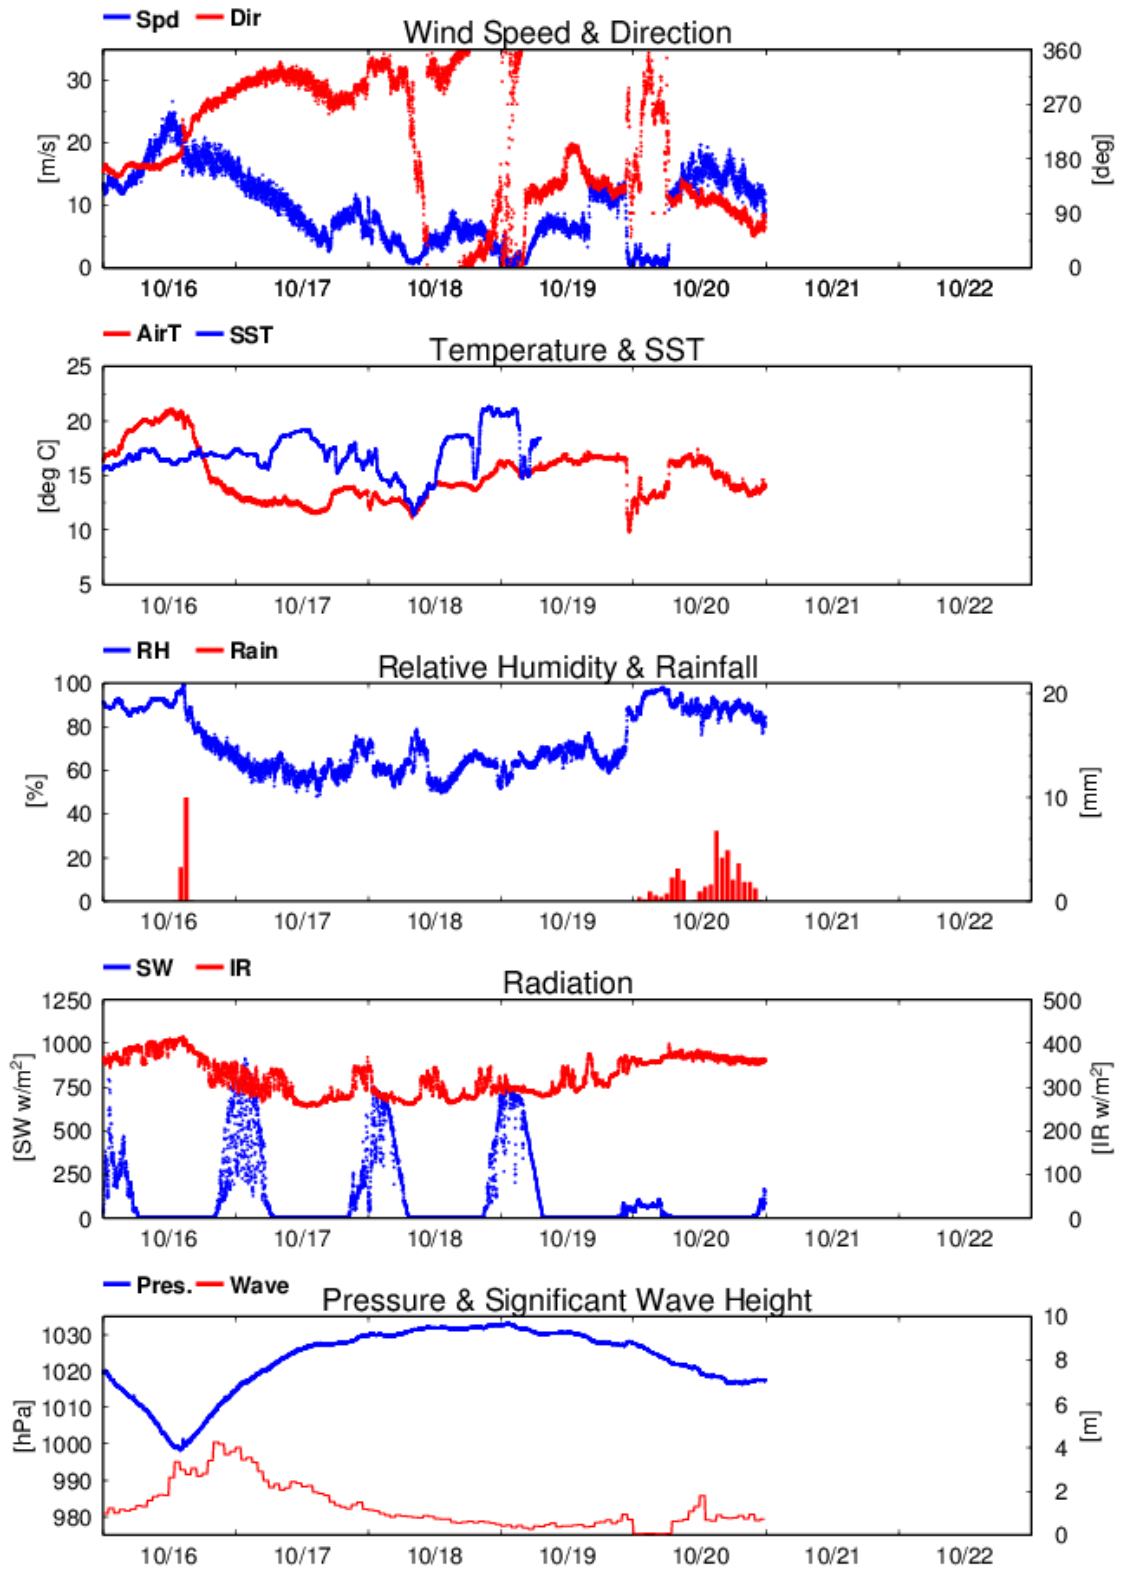 Spd Dir
Wind Speed & Direction
30 360
20 270
10 180
0 90
0
[m/s] [deg]
10/16 10/17 10/18 10/19 10/20 10/21 10/22
AirT SST
Temperature & SST
25
20
15
10
5
[deg C]
10/16 10/17 10/18 10/19 10/20 10/21 10/22
RH Rain
Relative Humidity & Rainfall
100 20
80
60
40 10
20
0 0
[%] [mm]
10/16 10/17 10/18 10/19 10/20 10/21 10/22
SW IR
Radiation
1250 500
1000 400
750 300
500 200
250 100
0 0
[SW w/m²] [IR w/m²]
10/16 10/17 10/18 10/19 10/20 10/21 10/22
Pres. Wave
Pressure & Significant Wave Height
1030 10
1020 8
1010 6
1000 4
990 2
980 0
[hPa] [m]
10/16 10/17 10/18 10/19 10/20 10/21 10/22